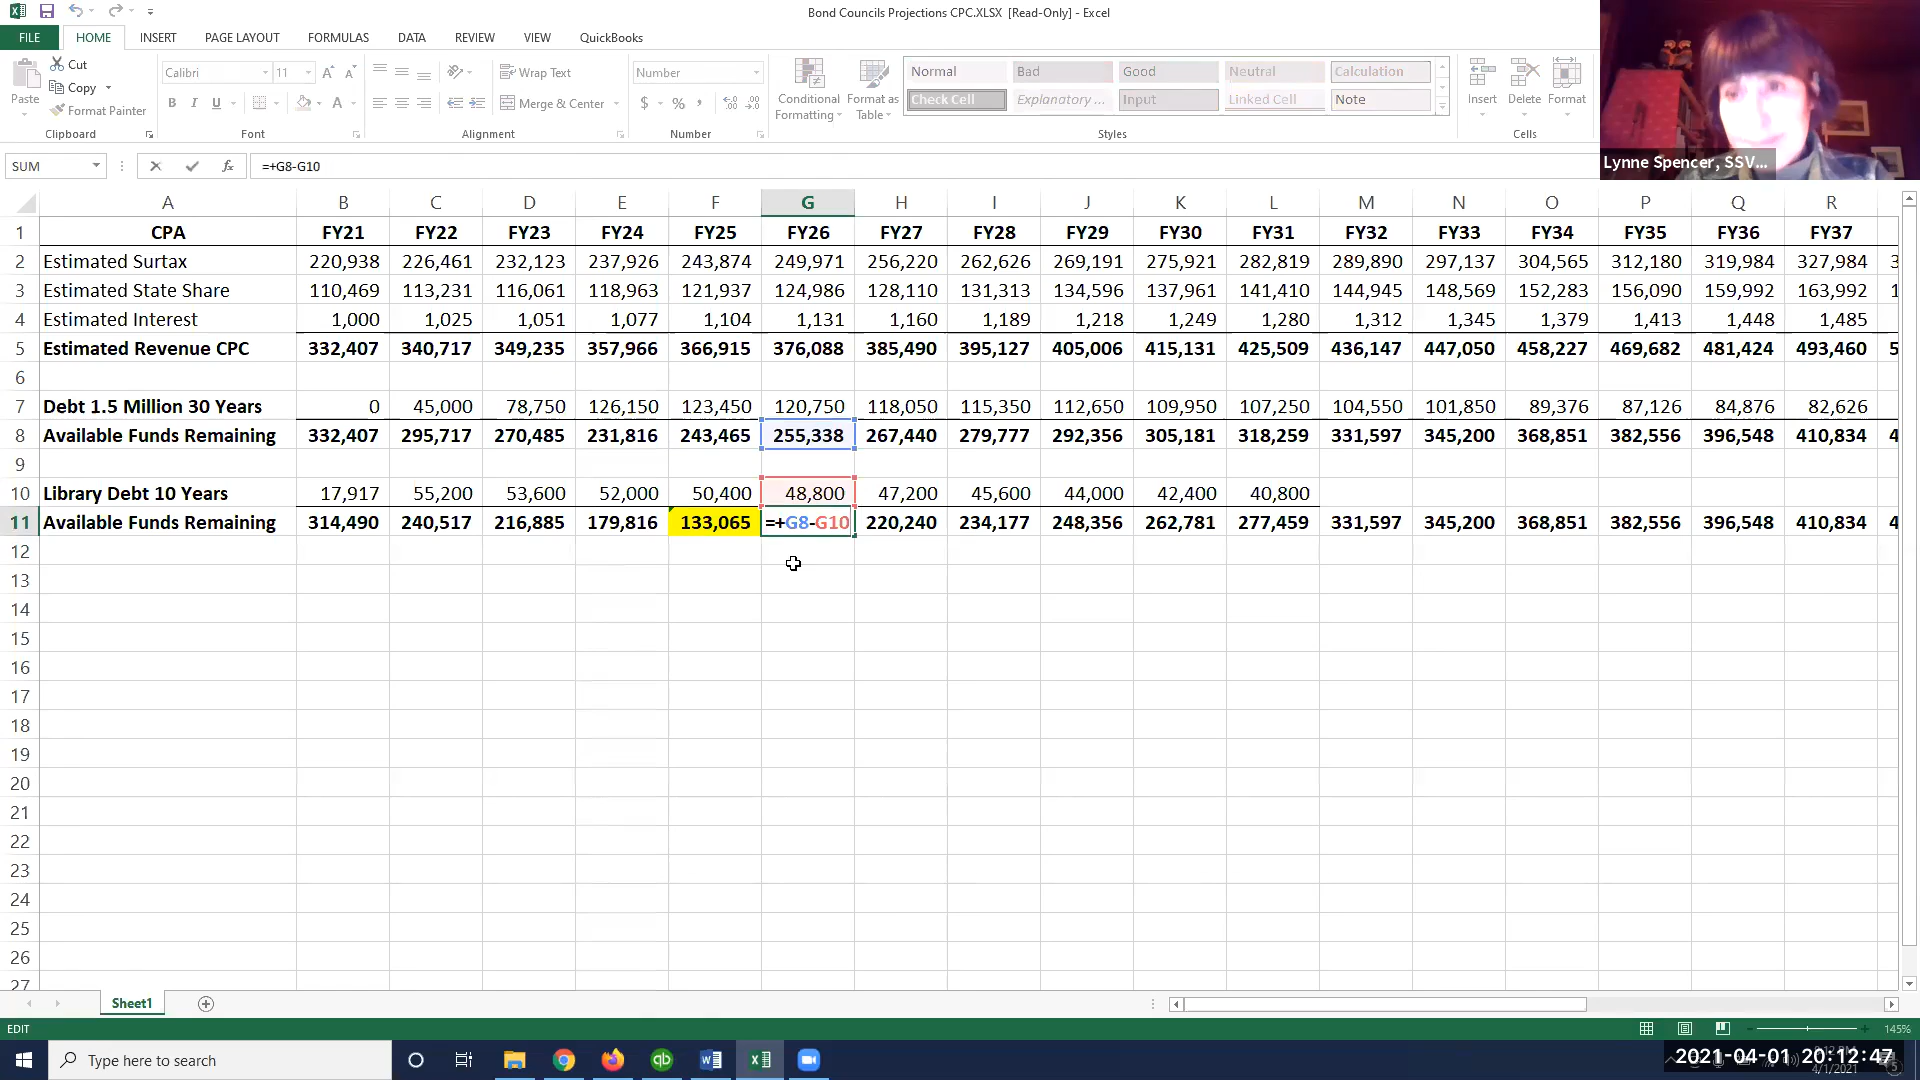 Bond Councils Projections CPC.XLSX [Read-Only] - Excel
FILE HOME INSERT PAGE LAYOUT FORMULAS DATA REVIEW VIEW QuickBooks
Paste
Cut
Copy
Format Painter
Clipboard
Calibri 11
B I U
Font
Wrap Text
Merge & Center
Alignment
Number
$ % ,
Number
Conditional Formatting
Format as Table
Normal Bad Good Neutral Calculation
Check Cell Explanatory ... Input Linked Cell Note
Styles
Insert Delete Format
Cells
Lynne Spencer, SSV...
SUM =+G8-G10
A B C D E F G H I J K L M N O P Q R
1 CPA FY21 FY22 FY23 FY24 FY25 FY26 FY27 FY28 FY29 FY30 FY31 FY32 FY33 FY34 FY35 FY36 FY37
2 Estimated Surtax 220,938 226,461 232,123 237,926 243,874 249,971 256,220 262,626 269,191 275,921 282,819 289,890 297,137 304,565 312,180 319,984 327,984 3
3 Estimated State Share 110,469 113,231 116,061 118,963 121,937 124,986 128,110 131,313 134,596 137,961 141,410 144,945 148,569 152,283 156,090 159,992 163,992 1
4 Estimated Interest 1,000 1,025 1,051 1,077 1,104 1,131 1,160 1,189 1,218 1,249 1,280 1,312 1,345 1,379 1,413 1,448 1,485
5 Estimated Revenue CPC 332,407 340,717 349,235 357,966 366,915 376,088 385,490 395,127 405,006 415,131 425,509 436,147 447,050 458,227 469,682 481,424 493,460 5
6
7 Debt 1.5 Million 30 Years 0 45,000 78,750 126,150 123,450 120,750 118,050 115,350 112,650 109,950 107,250 104,550 101,850 89,376 87,126 84,876 82,626
8 Available Funds Remaining 332,407 295,717 270,485 231,816 243,465 255,338 267,440 279,777 292,356 305,181 318,259 331,597 345,200 368,851 382,556 396,548 410,834 4
9
10 Library Debt 10 Years 17,917 55,200 53,600 52,000 50,400 48,800 47,200 45,600 44,000 42,400 40,800
11 Available Funds Remaining 314,490 240,517 216,885 179,816 133,065 =+G8-G10 220,240 234,177 248,356 262,781 277,459 331,597 345,200 368,851 382,556 396,548 410,834 4
12
13
14
15
16
17
18
19
20
21
22
23
24
25
26
27
Sheet1
EDIT 145%
Type here to search
2021-04-01 20:12:47
4/1/2021